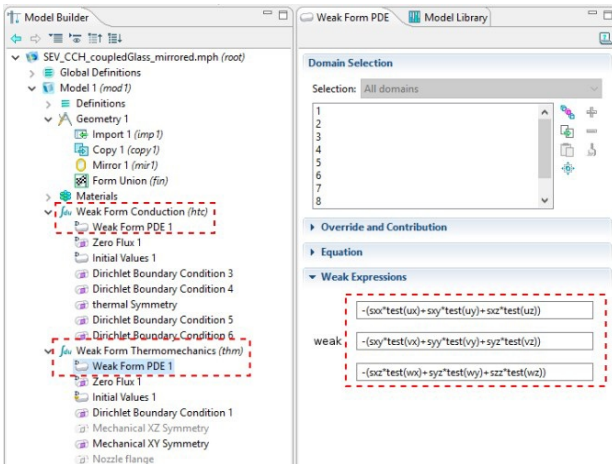 Model Builder
SEV_CCH_coupledGlass_mirrored.mph (root)
Global Definitions
Model 1 (mod1)
Definitions
Geometry 1
Import 1 (imp1)
Copy 1 (copy1)
Mirror 1 (mir1)
Form Union (fin)
Materials
Weak Form Conduction (htc)
Weak Form PDE 1
Zero Flux 1
Initial Values 1
Dirichlet Boundary Condition 3
Dirichlet Boundary Condition 4
thermal Symmetry
Dirichlet Boundary Condition 5
Dirichlet Boundary Condition 6
Weak Form Thermomechanics (thm)
Weak Form PDE 1
Zero Flux 1
Initial Values 1
Dirichlet Boundary Condition 1
Mechanical XZ Symmetry
Mechanical XY Symmetry
Nozzle flange
Weak Form PDE
Model Library
Domain Selection
Selection: All domains
1
2
3
4
5
6
7
8
Override and Contribution
Equation
Weak Expressions
-(sxx*test(ux)+sxy*test(uy)+sxz*test(uz))
weak -(sxy*test(vx)+syy*test(vy)+syz*test(vz))
-(sxz*test(wx)+syz*test(wy)+szz*test(wz))